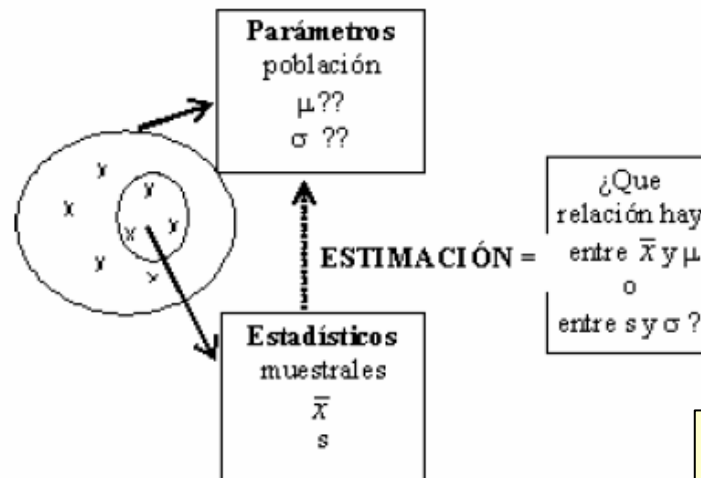 Parámetros
población
μ??
σ ??
x
x
x
x
x
y
x
ESTIMACIÓN =
¿Que
relación hay
entre x̅ y μ
o
entre s y σ ?
Estadísticos
muestrales
x̅
s